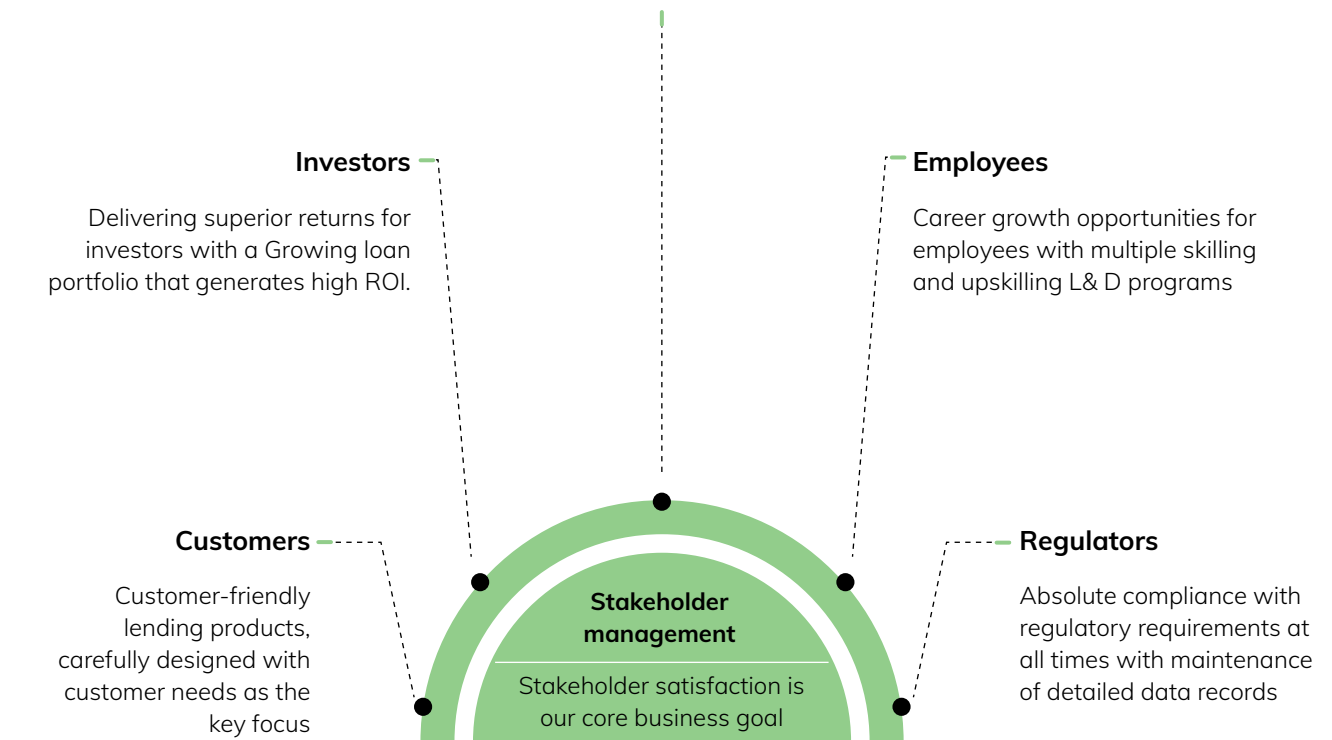 Investors
Delivering superior returns for
investors with a Growing loan
portfolio that generates high ROI.
Employees
Career growth opportunities for
employees with multiple skilling
and upskilling L& D programs
Customers
Customer-friendly
lending products,
carefully designed with
customer needs as the
key focus
Stakeholder
management
Stakeholder satisfaction is
our core business goal
Regulators
Absolute compliance with
regulatory requirements at
all times with maintenance
of detailed data records